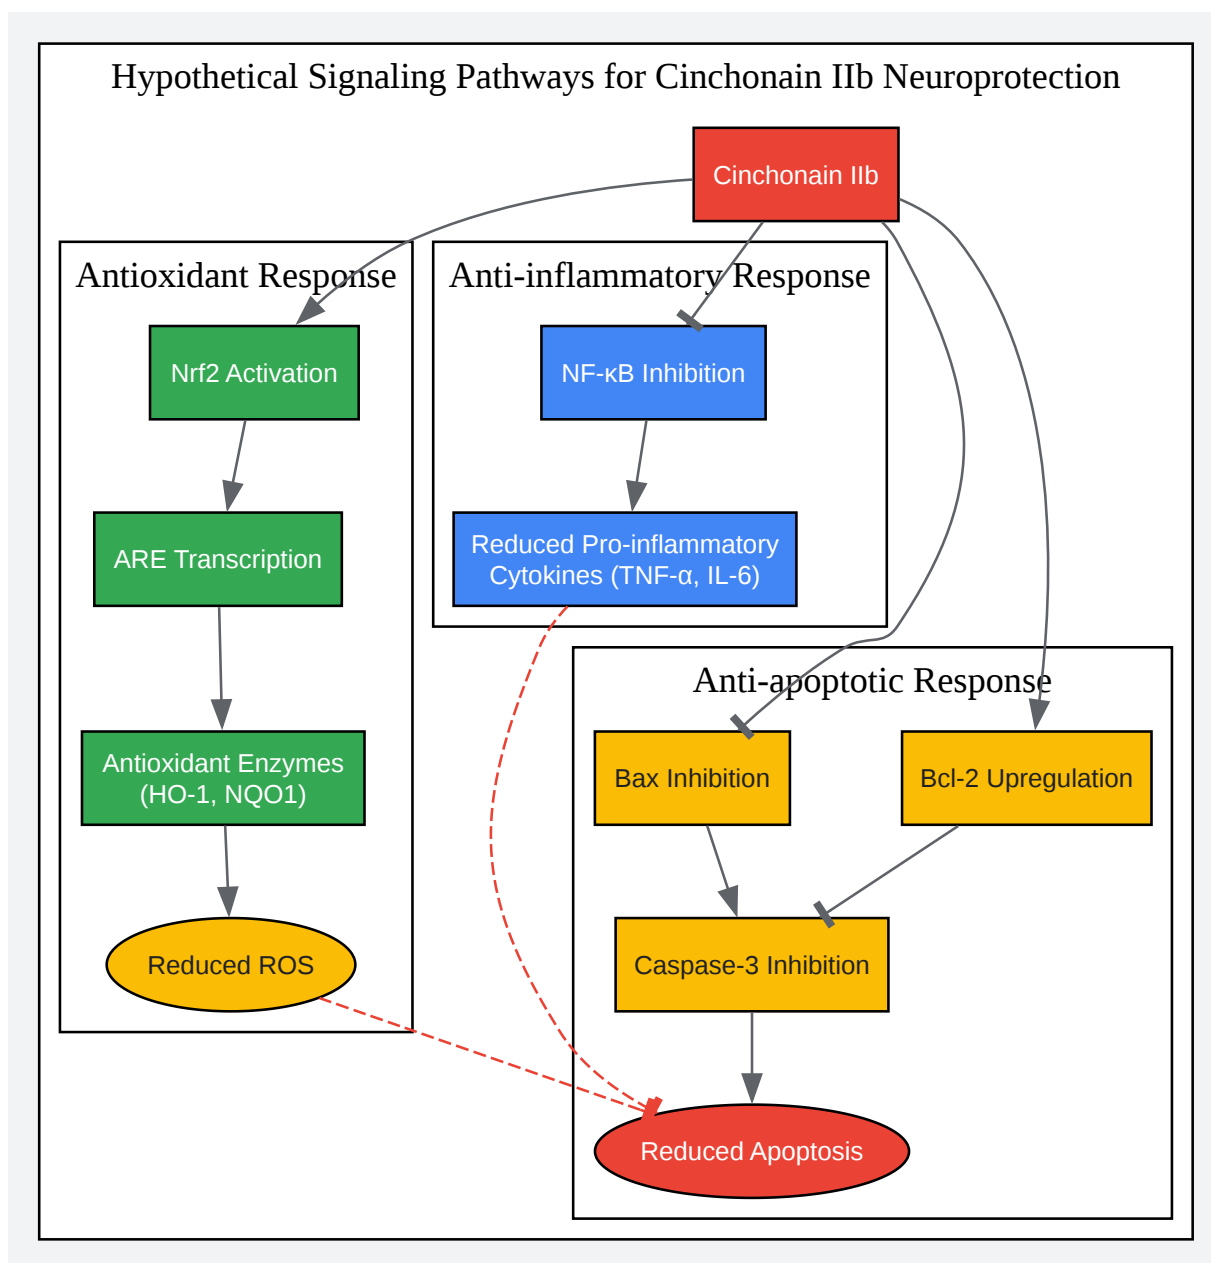 Hypothetical Signaling Pathways for Cinchonain IIb Neuroprotection
Cinchonain IIb
Antioxidant Response
Anti-inflammatory Response
Nrf2 Activation
NF-κB Inhibition
ARE Transcription
Reduced Pro-inflammatory
Cytokines (TNF-α, IL-6)
Anti-apoptotic Response
Antioxidant Enzymes
(HO-1, NQO1)
Bax Inhibition
Bcl-2 Upregulation
Reduced ROS
Caspase-3 Inhibition
Reduced Apoptosis